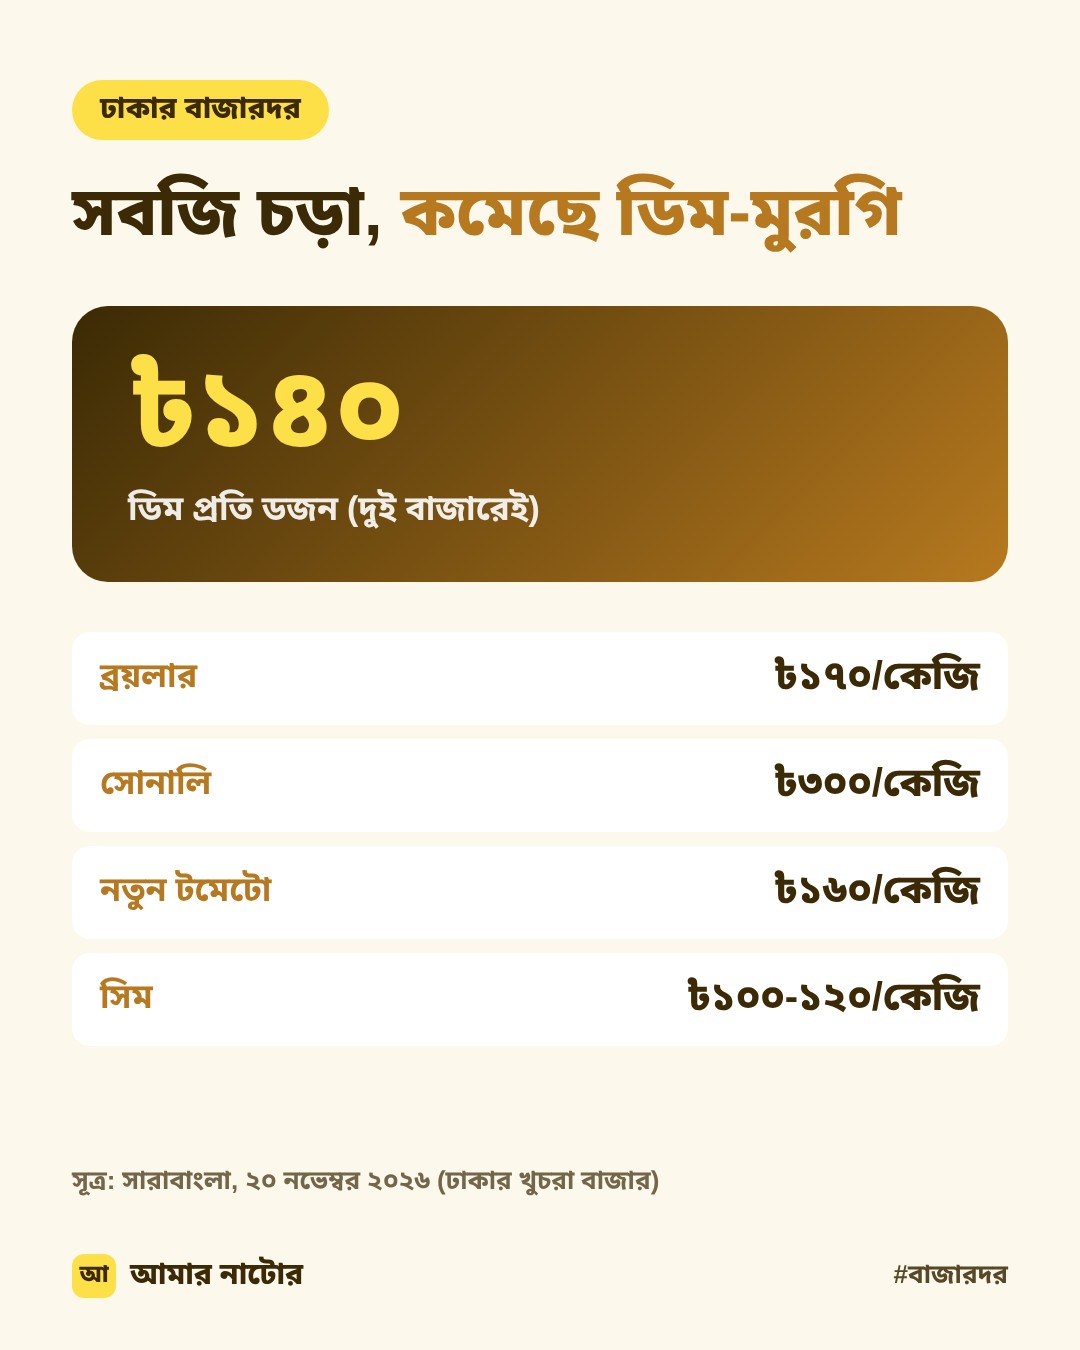 ঢাকার বাজারদর
সবজি চড়া, কমেছে ডিম-মুরগি
৳১৪০
ডিম প্রতি ডজন (দুই বাজারেই)
ব্রয়লার ৳১৭০/কেজি
সোনালি ৳৩০০/কেজি
নতুন টমেটো ৳১৬০/কেজি
সিম ৳১০০-১২০/কেজি
সূত্র: সারাবাংলা, ২০ নভেম্বর ২০২৬ (ঢাকার খুচরা বাজার)
আ আমার নাটোর #বাজারদর